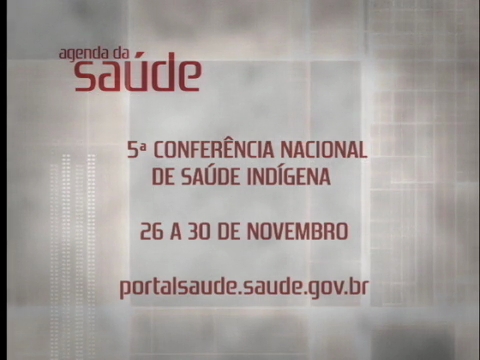 agenda da
saúde
5ª CONFERÊNCIA NACIONAL
DE SAÚDE INDÍGENA
26 A 30 DE NOVEMBRO
portalsaude.saude.gov.br